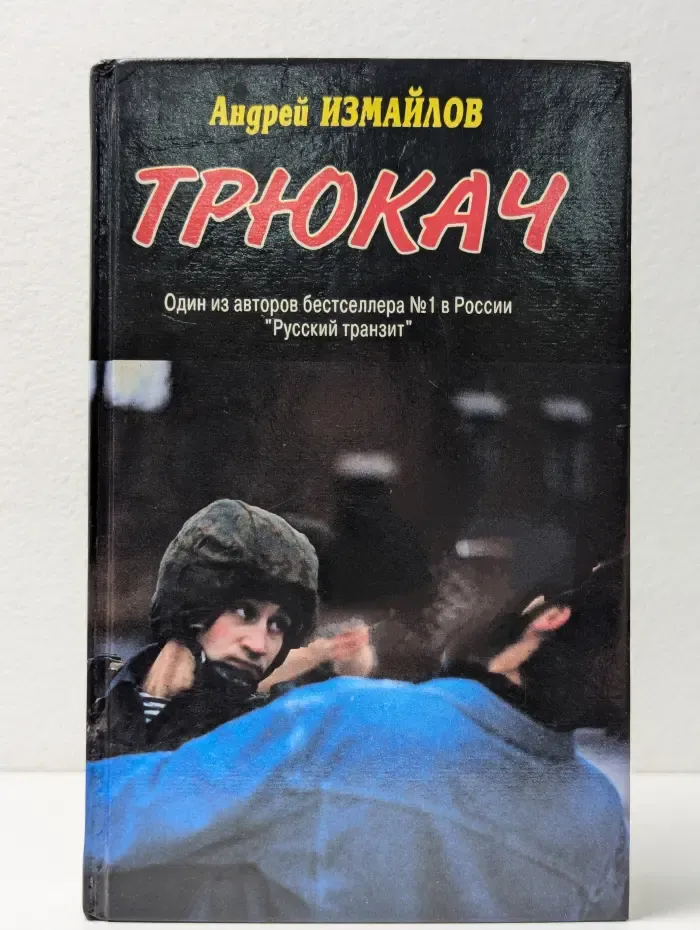 Андрей ИЗМАЙЛОВ
ТРЮКАЧ
Один из авторов бестселлера №1 в России
"Русский транзит"